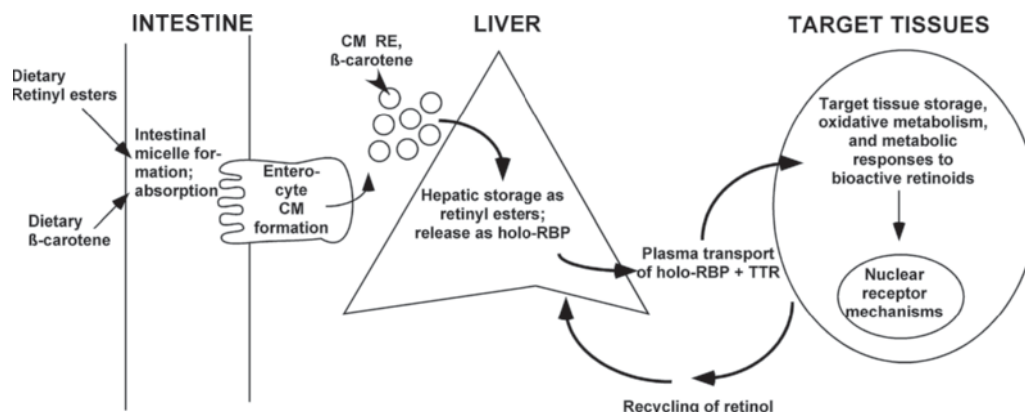 INTESTINE
LIVER
TARGET TISSUES
CM RE,
ß-carotene
Dietary
Retinyl esters
Intestinal
micelle for-
mation;
absorption
Dietary
ß-carotene
Entero-
cyte
CM
formation
Hepatic storage as
retinyl esters;
release as holo-RBP
Plasma transport
of holo-RBP + TTR
Target tissue storage,
oxidative metabolism,
and metabolic
responses to
bioactive retinoids
Nuclear
receptor
mechanisms
Recycling of retinol